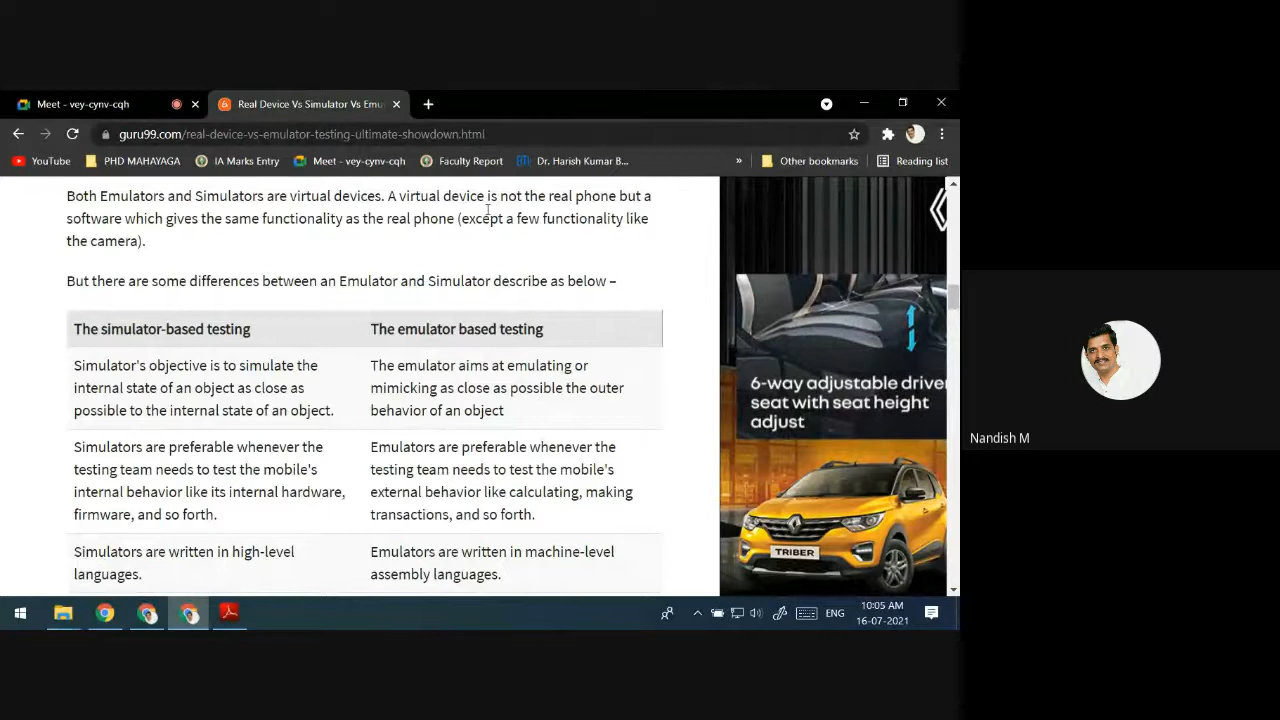 Meet - vey-cynv-cqh
Real Device Vs Simulator Vs Emu
guru99.com/real-device-vs-emulator-testing-ultimate-showdown.html
YouTube
PHD MAHAYAGA
IA Marks Entry
Meet - vey-cynv-cqh
Faculty Report
Dr. Harish Kumar B...
»
Other bookmarks
Reading list
Both Emulators and Simulators are virtual devices. A virtual device is not the real phone but a
software which gives the same functionality as the real phone (except a few functionality like
the camera).
But there are some differences between an Emulator and Simulator describe as below –
The simulator-based testing
The emulator based testing
Simulator's objective is to simulate the
internal state of an object as close as
possible to the internal state of an object.
The emulator aims at emulating or
mimicking as close as possible the outer
behavior of an object
Simulators are preferable whenever the
testing team needs to test the mobile's
internal behavior like its internal hardware,
firmware, and so forth.
Emulators are preferable whenever the
testing team needs to test the mobile's
external behavior like calculating, making
transactions, and so forth.
Simulators are written in high-level
languages.
Emulators are written in machine-level
assembly languages.
6-way adjustable driver
seat with seat height
adjust
TRIBER
Nandish M
ENG
10:05 AM
16-07-2021